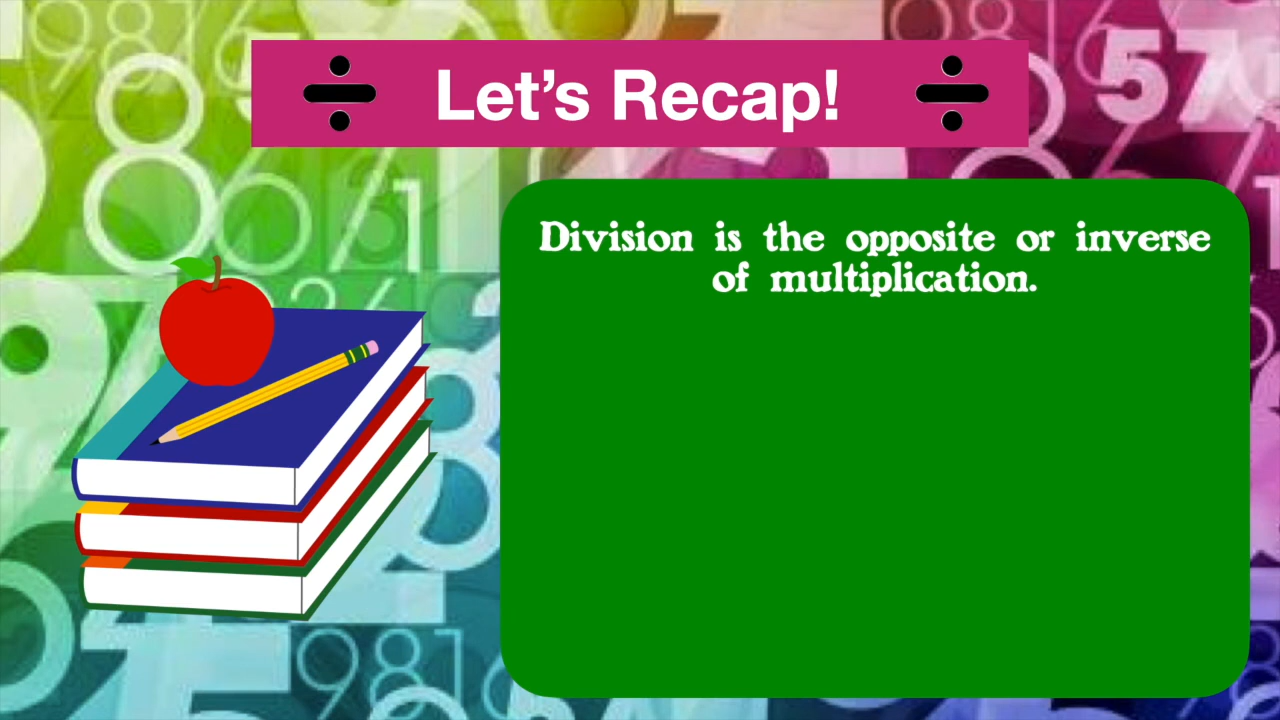 ÷ Let’s Recap! ÷
Division is the opposite or inverse
of multiplication.